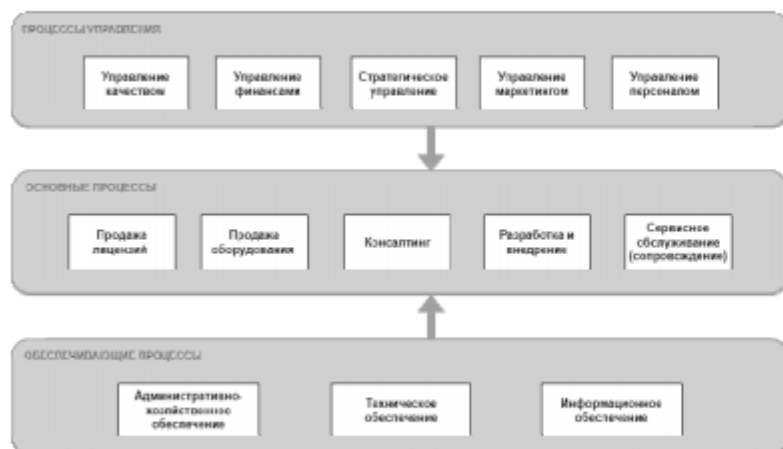 ПРОЦЕССЫ УПРАВЛЕНИЯ
Управление
качеством
Управление
финансами
Стратегическое
управление
Управление
маркетингом
Управление
персоналом
ОСНОВНЫЕ ПРОЦЕССЫ
Продажа
лицензий
Продажа
оборудования
Консалтинг
Разработка и
внедрение
Сервисное
обслуживание
(сопровождение)
ОБЕСПЕЧИВАЮЩИЕ ПРОЦЕССЫ
Административно-
хозяйственное
обеспечение
Техническое
обеспечение
Информационное
обеспечение